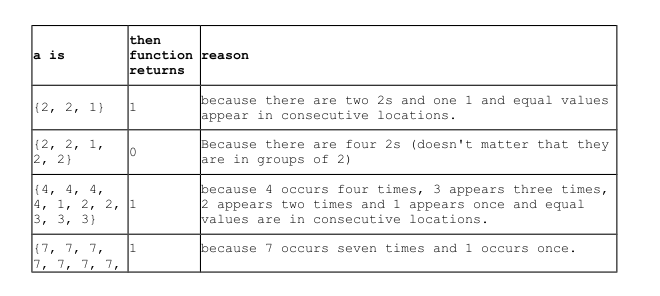 a is
then
function
returns
reason
{2, 2, 1}
1
because there are two 2s and one 1 and equal values
appear in consecutive locations.
{2, 2, 1,
2, 2}
0
Because there are four 2s (doesn't matter that they
are in groups of 2)
{4, 4, 4,
4, 1, 2, 2,
3, 3, 3}
1
because 4 occurs four times, 3 appears three times,
2 appears two times and 1 appears once and equal
values are in consecutive locations.
{7, 7, 7,
7, 7, 7, 7,
1
because 7 occurs seven times and 1 occurs once.